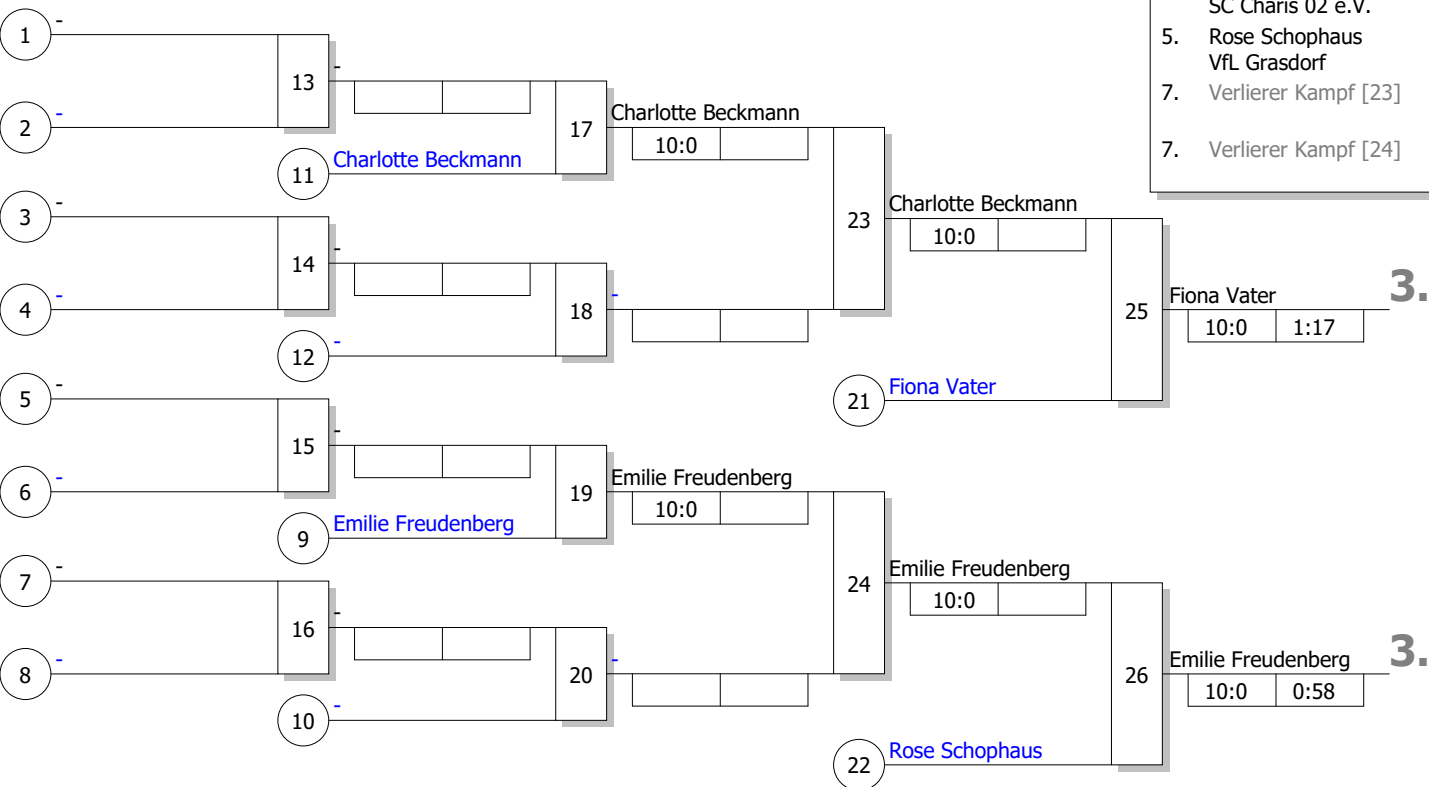 SC Charis 02 e.V.
5. Rose Schophaus
VfL Grasdorf
7. Verlierer Kampf [23]
7. Verlierer Kampf [24]
1 -
2 -
13 -
17 Charlotte Beckmann
10:0
11 Charlotte Beckmann
3 -
4 -
14 -
18 -
12 -
23 Charlotte Beckmann
10:0
25 Fiona Vater 3.
10:0 1:17
21 Fiona Vater
5 -
6 -
15 -
19 Emilie Freudenberg
10:0
9 Emilie Freudenberg
7 -
8 -
16 -
20 -
10 -
24 Emilie Freudenberg
10:0
26 Emilie Freudenberg 3.
10:0 0:58
22 Rose Schophaus